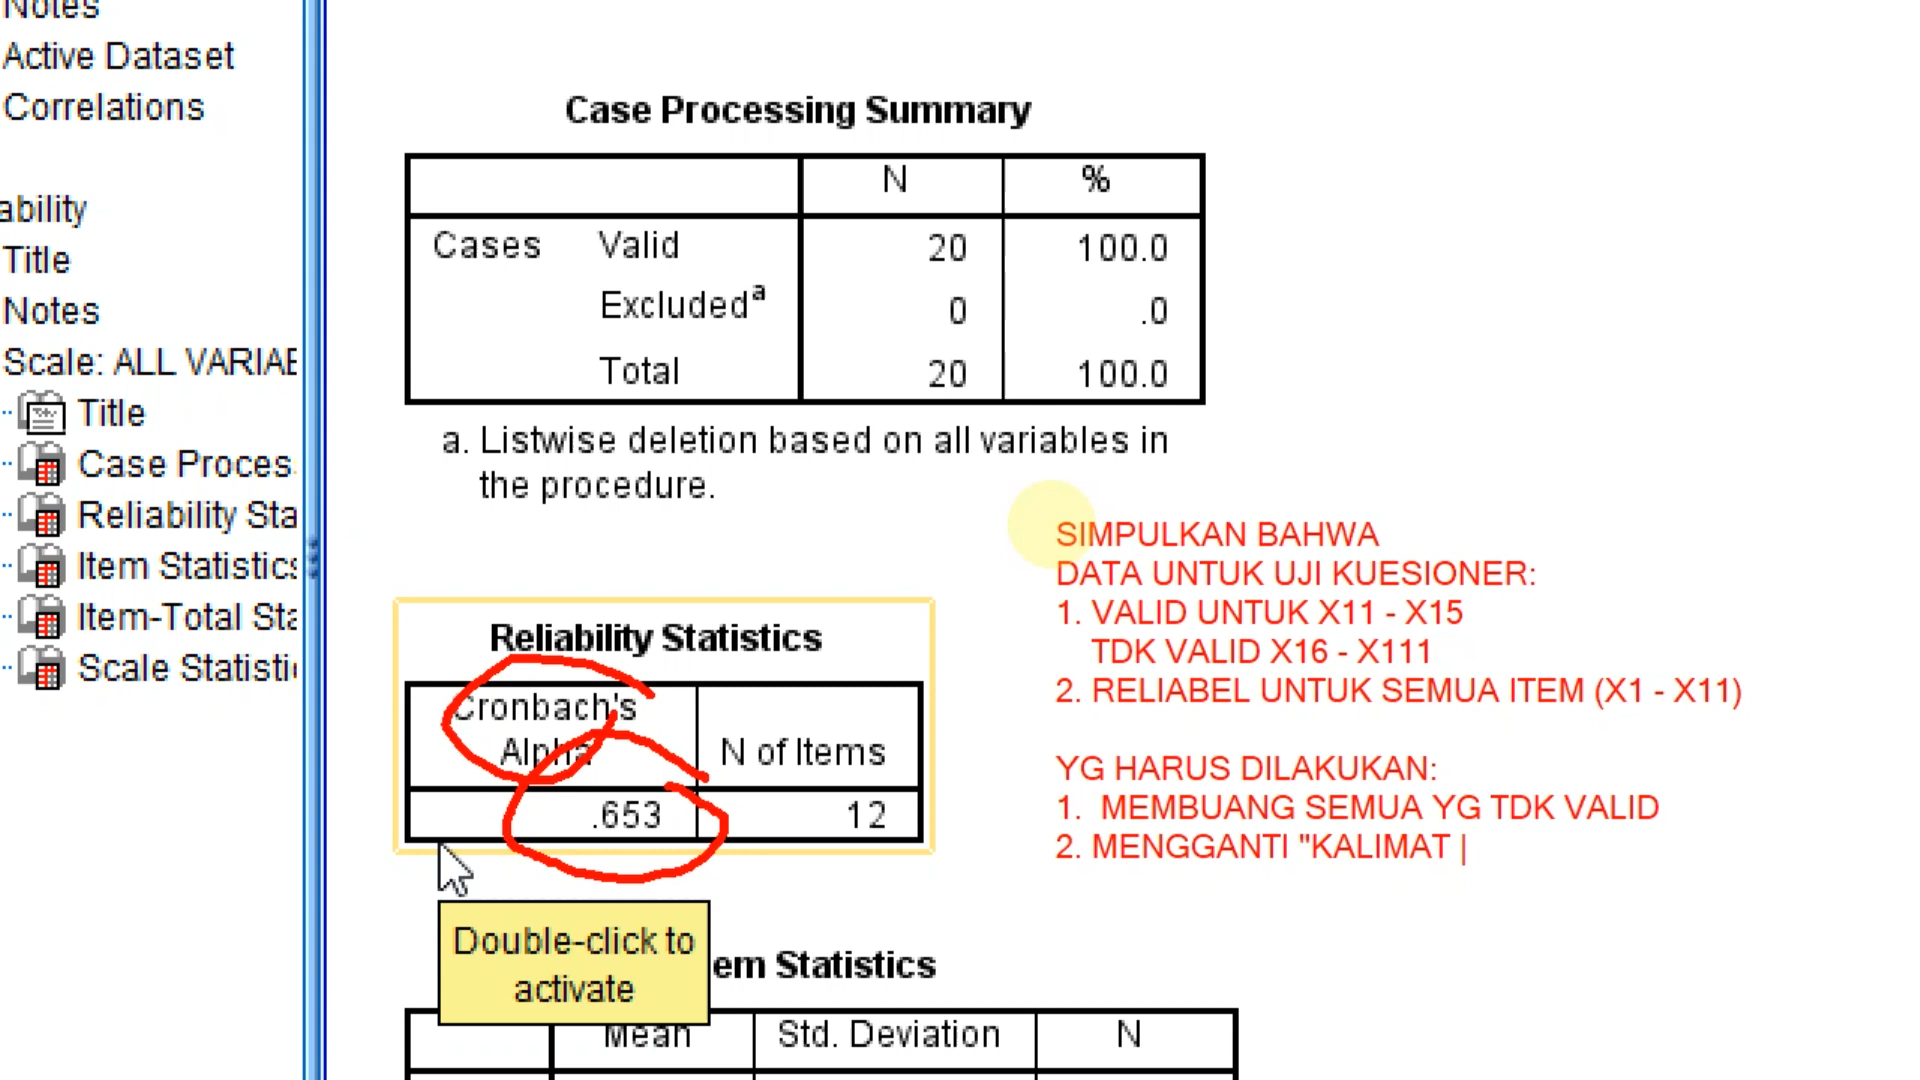 Notes
Active Dataset
Correlations
ability
Title
Notes
Scale: ALL VARIAE
Title
Case Proces
Reliability Sta
Item Statistics
Item-Total Sta
Scale Statisti
Case Processing Summary
N %
Cases Valid 20 100.0
Excludedª 0 .0
Total 20 100.0
a. Listwise deletion based on all variables in
the procedure.
Reliability Statistics
Cronbach's
Alpha N of Items
.653 12
Double-click to
activate
em Statistics
Mean Std. Deviation N
SIMPULKAN BAHWA
DATA UNTUK UJI KUESIONER:
1. VALID UNTUK X11 - X15
TDK VALID X16 - X111
2. RELIABEL UNTUK SEMUA ITEM (X1 - X11)
YG HARUS DILAKUKAN:
1. MEMBUANG SEMUA YG TDK VALID
2. MENGGANTI "KALIMAT